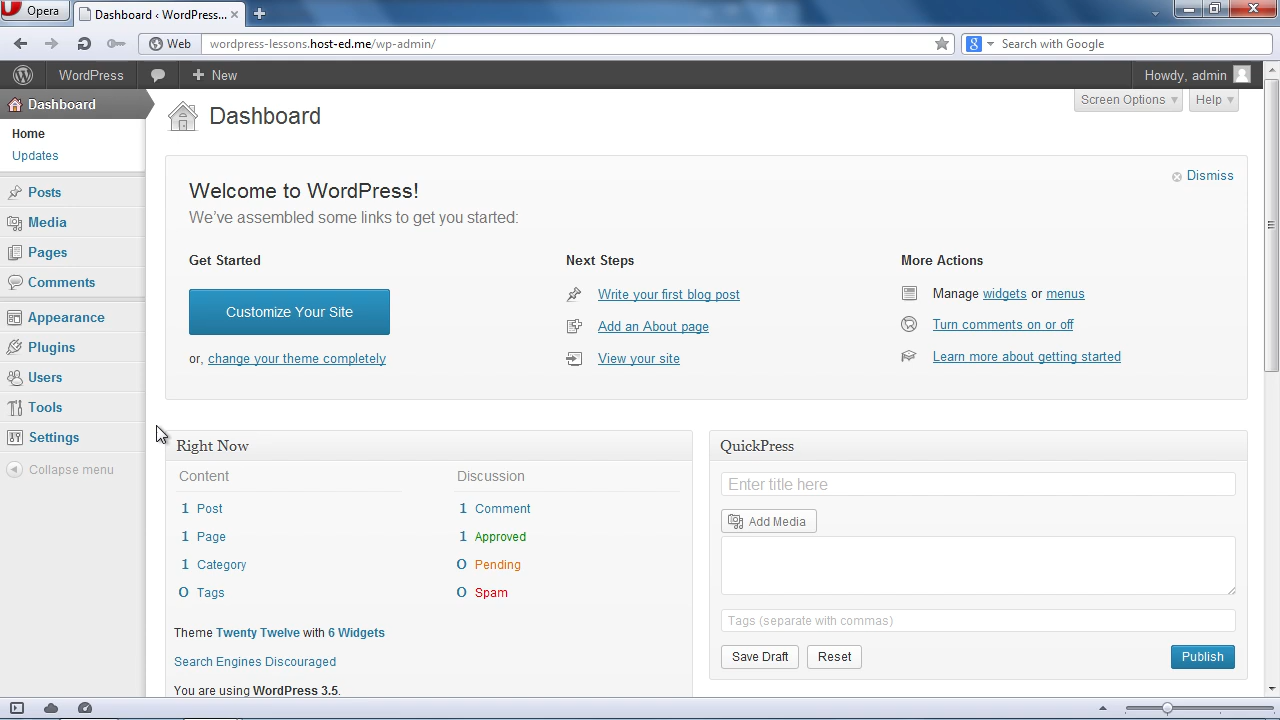 Opera
Dashboard ‹ WordPress...
Web
wordpress-lessons.host-ed.me/wp-admin/
Search with Google
WordPress
New
Howdy, admin
Dashboard
Home
Updates
Posts
Media
Pages
Comments
Appearance
Plugins
Users
Tools
Settings
Collapse menu
Screen Options
Help
Dashboard
Dismiss
Welcome to WordPress!
We've assembled some links to get you started:
Get Started
Customize Your Site
or, change your theme completely
Next Steps
Write your first blog post
Add an About page
View your site
More Actions
Manage widgets or menus
Turn comments on or off
Learn more about getting started
Right Now
Content
1 Post
1 Page
1 Category
0 Tags
Discussion
1 Comment
1 Approved
0 Pending
0 Spam
Theme Twenty Twelve with 6 Widgets
Search Engines Discouraged
You are using WordPress 3.5.
QuickPress
Enter title here
Add Media
Tags (separate with commas)
Save Draft
Reset
Publish